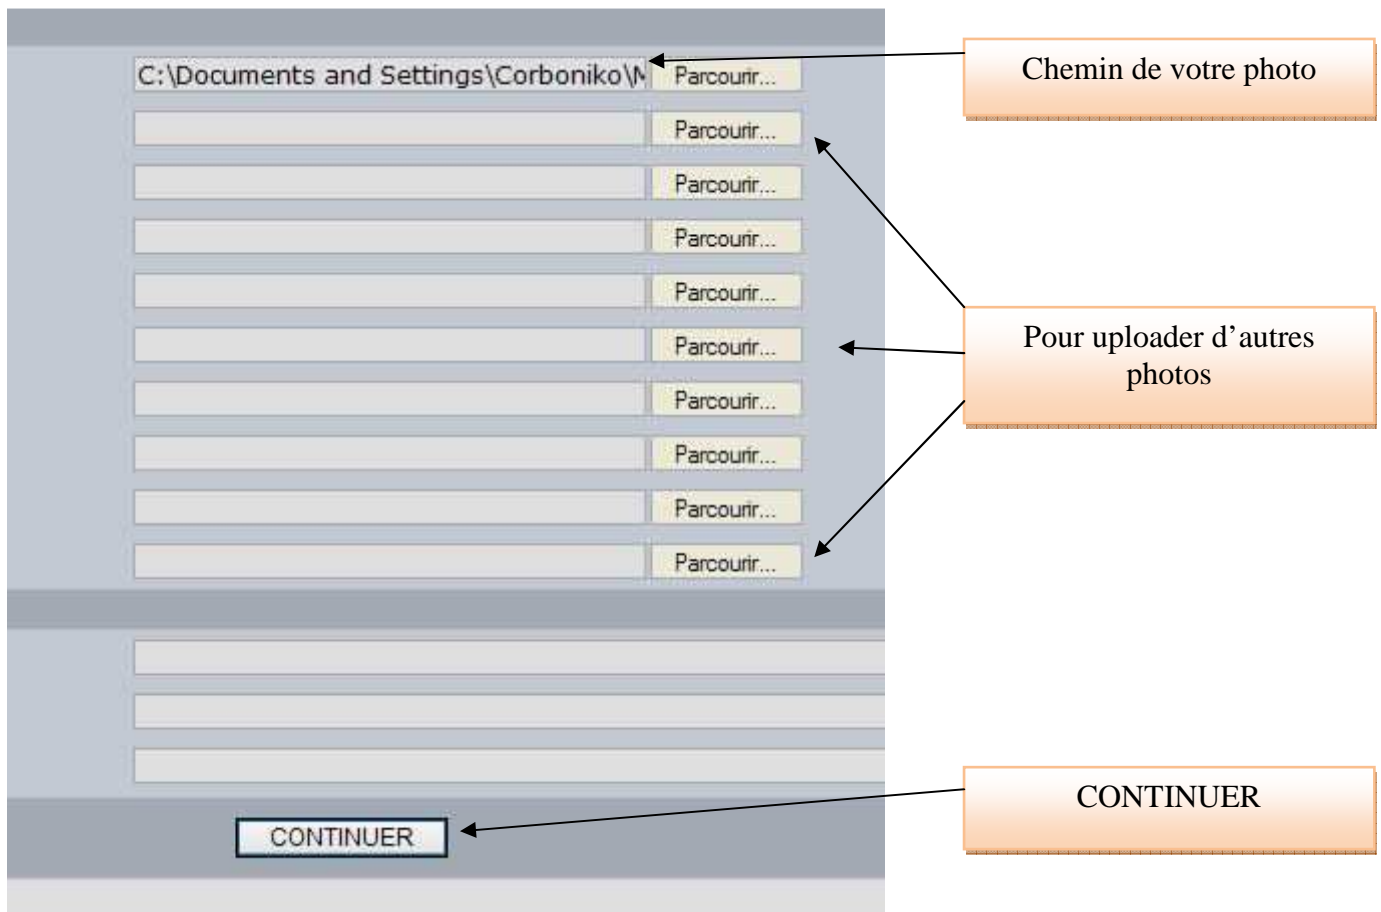 C:\Documents and Settings\Corboniko\M
Parcourir...
Chemin de votre photo
Parcourir...
Parcourir...
Parcourir...
Parcourir...
Parcourir...
Pour uploader d’autres
photos
Parcourir...
Parcourir...
Parcourir...
Parcourir...
CONTINUER
CONTINUER